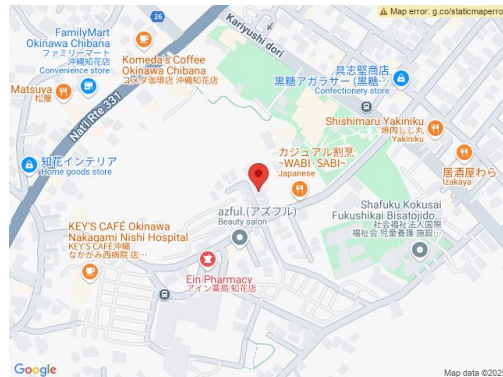 Map error: g.co/staticmaperro
FamilyMart
Okinawa Chibana
ファミリーマート
沖縄知花店
Convenience store
26
Kariyushi dori
Komeda's Coffee
Okinawa Chibana
コメダ珈琲店 沖縄知花店
具志堅商店
黒糖アガラサー (黒糖…
Confectionery store
Matsuya
松屋
Nat'l Rte 331
Shishimaru Yakiniku
焼肉しし丸
Yakiniku
カジュアル割烹
~WABI･SABI~
Japanese
居酒屋わら
Izakaya
知花インテリア
Home goods store
azful.(アズフル)
Beauty salon
Shafuku Kokusai
Fukushikai Bisatojido...
社会福祉法人国際
福祉会 児童養護 施設…
KEY'S CAFÉ Okinawa
Nakagami Nishi Hospital
KEY'S CAFÉ沖縄
なかがみ西病院 店…
Ein Pharmacy
アイン薬局 知花店
Google
Map data ©2025